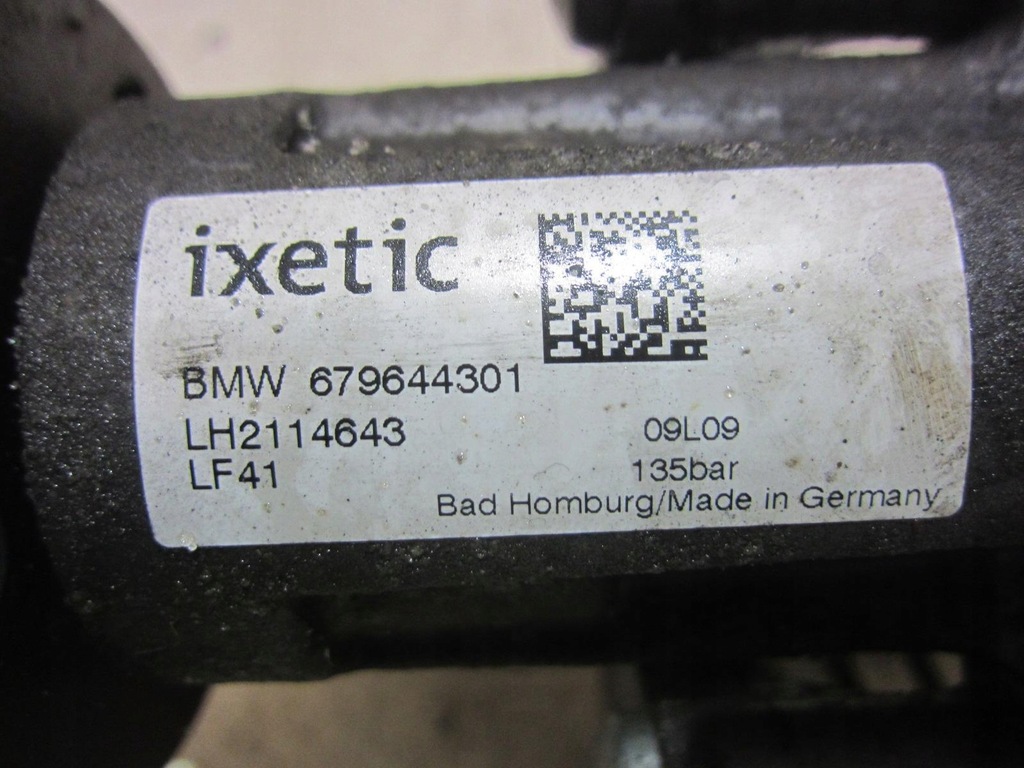 ixetic
BMW 679644301
LH2114643 09L09
LF41 135bar
Bad Homburg/Made in Germany